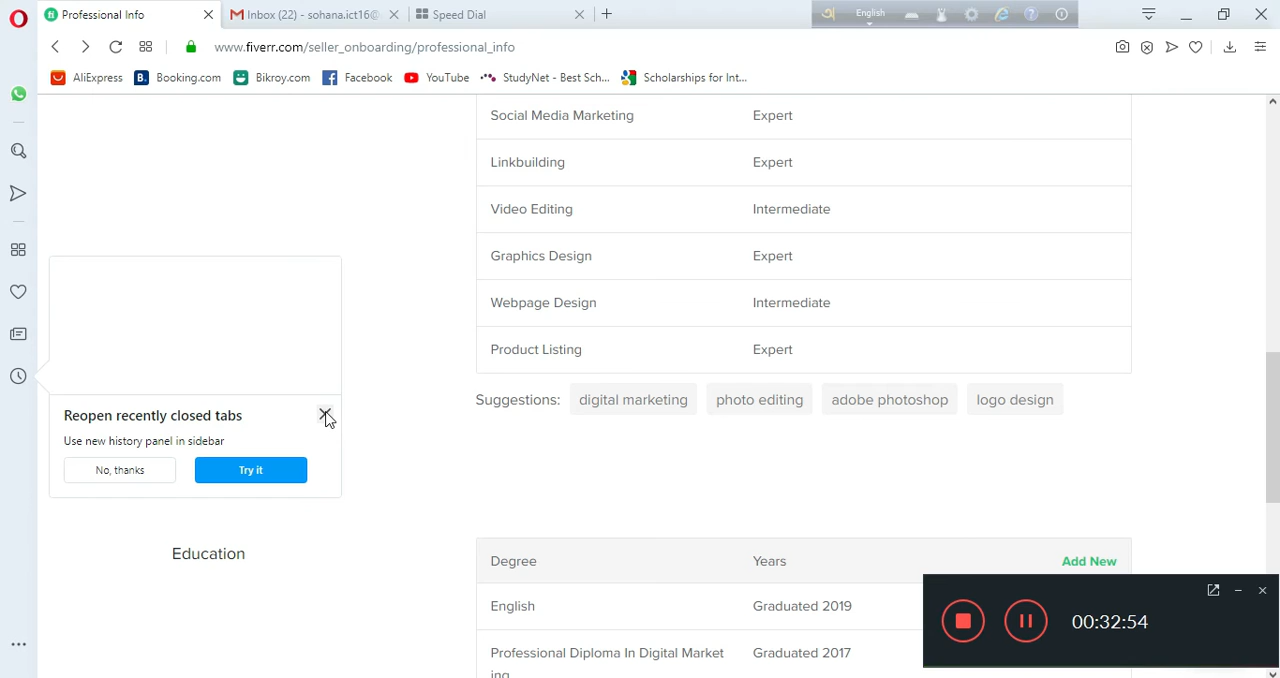 Professional Info
Inbox (22) - sohana.ict16@
Speed Dial
English
www.fiverr.com/seller_onboarding/professional_info
AliExpress
Booking.com
Bikroy.com
Facebook
YouTube
StudyNet - Best Sch...
Scholarships for Int...
Social Media Marketing Expert
Linkbuilding Expert
Video Editing Intermediate
Graphics Design Expert
Webpage Design Intermediate
Product Listing Expert
Suggestions: digital marketing photo editing adobe photoshop logo design
Reopen recently closed tabs
Use new history panel in sidebar
No, thanks Try it
Education
Degree Years Add New
English Graduated 2019
Professional Diploma In Digital Market Graduated 2017
ing
00:32:54